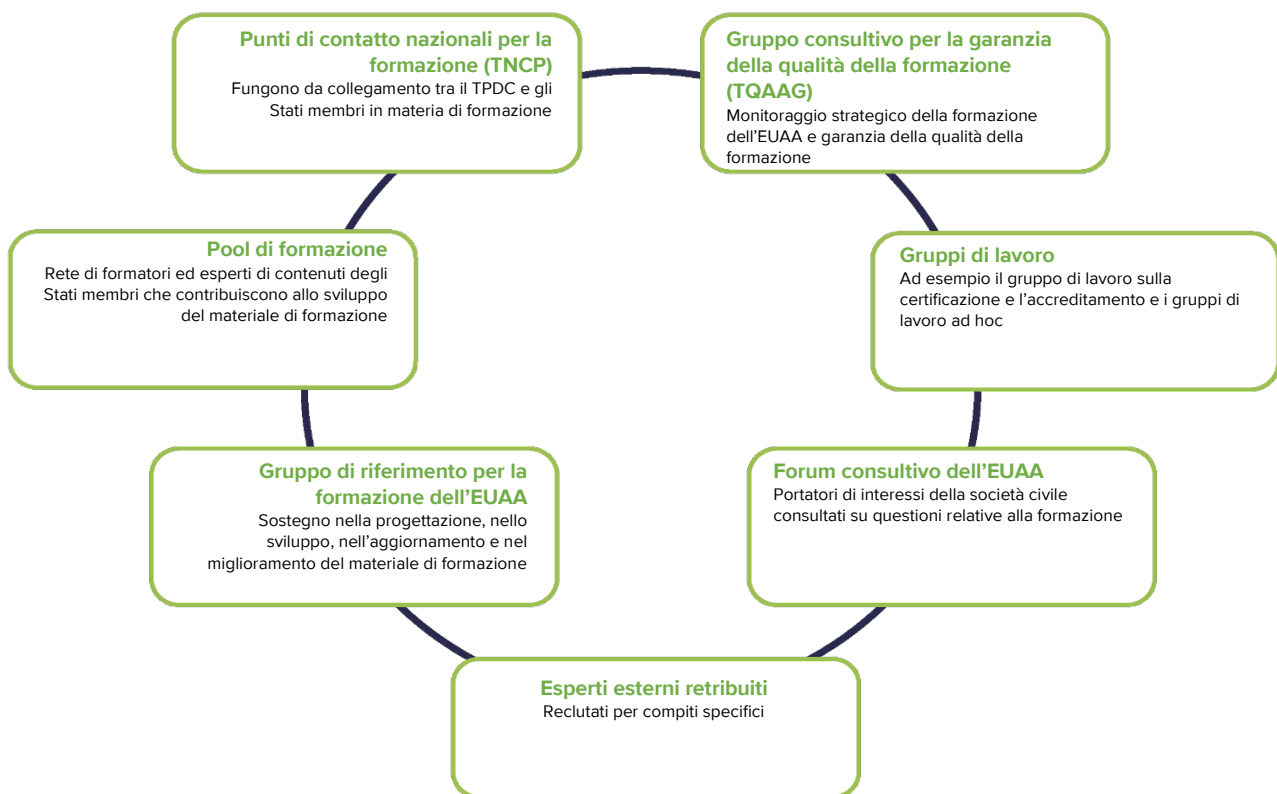 Punti di contatto nazionali per la
formazione (TNCP)
Fungono da collegamento tra il TPDC e gli
Stati membri in materia di formazione
Gruppo consultivo per la garanzia
della qualità della formazione
(TQAAG)
Monitoraggio strategico della formazione
dell'EUAA e garanzia della qualità della
formazione
Pool di formazione
Rete di formatori ed esperti di contenuti degli
Stati membri che contribuiscono allo sviluppo
del materiale di formazione
Gruppi di lavoro
Ad esempio il gruppo di lavoro sulla
certificazione e l'accreditamento e i gruppi di
lavoro ad hoc
Gruppo di riferimento per la
formazione dell'EUAA
Sostegno nella progettazione, nello
sviluppo, nell'aggiornamento e nel
miglioramento del materiale di formazione
Forum consultivo dell'EUAA
Portatori di interessi della società civile
consultati su questioni relative alla formazione
Esperti esterni retribuiti
Reclutati per compiti specifici